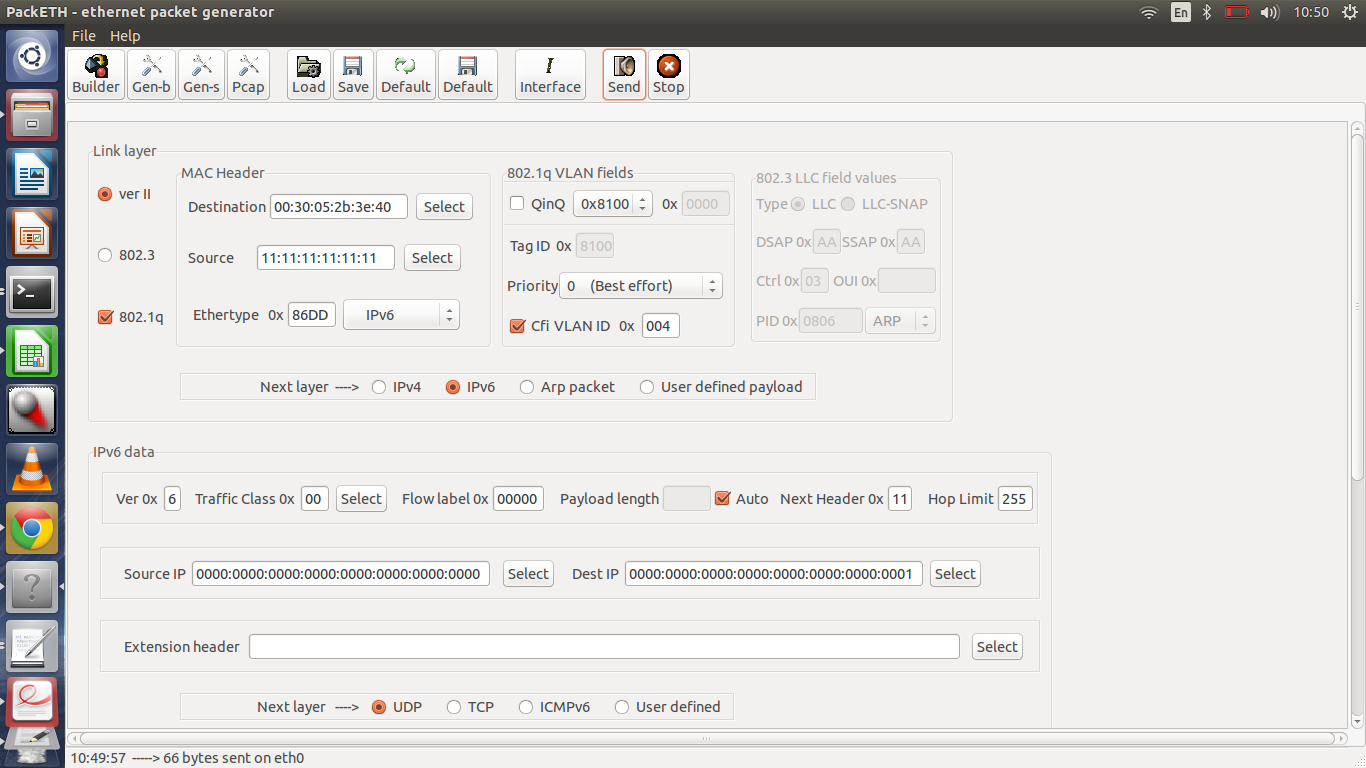 PackETH - ethernet packet generator En 10:50
File Help
Builder Gen-b Gen-s Pcap Load Save Default Default I Interface Send Stop
Link layer
MAC Header 802.1q VLAN fields 802.3 LLC field values
ver II Destination 00:30:05:2b:3e:40 Select QinQ 0x8100 0x 0000 Type LLC LLC-SNAP
Tag ID 0x 8100 DSAP 0x AA SSAP 0x AA
802.3 Source 11:11:11:11:11:11 Select
Priority 0 (Best effort) Ctrl 0x 03 OUI 0x
802.1q Ethertype 0x 86DD IPv6 Cfi VLAN ID 0x 004 PID 0x 0806 ARP
Next layer ----> IPv4 IPv6 Arp packet User defined payload
IPv6 data
Ver 0x 6 Traffic Class 0x 00 Select Flow label 0x 00000 Payload length Auto Next Header 0x 11 Hop Limit 255
Source IP 0000:0000:0000:0000:0000:0000:0000:0000 Select Dest IP 0000:0000:0000:0000:0000:0000:0000:0001 Select
Extension header Select
Next layer ----> UDP TCP ICMPv6 User defined
10:49:57 -----> 66 bytes sent on eth0